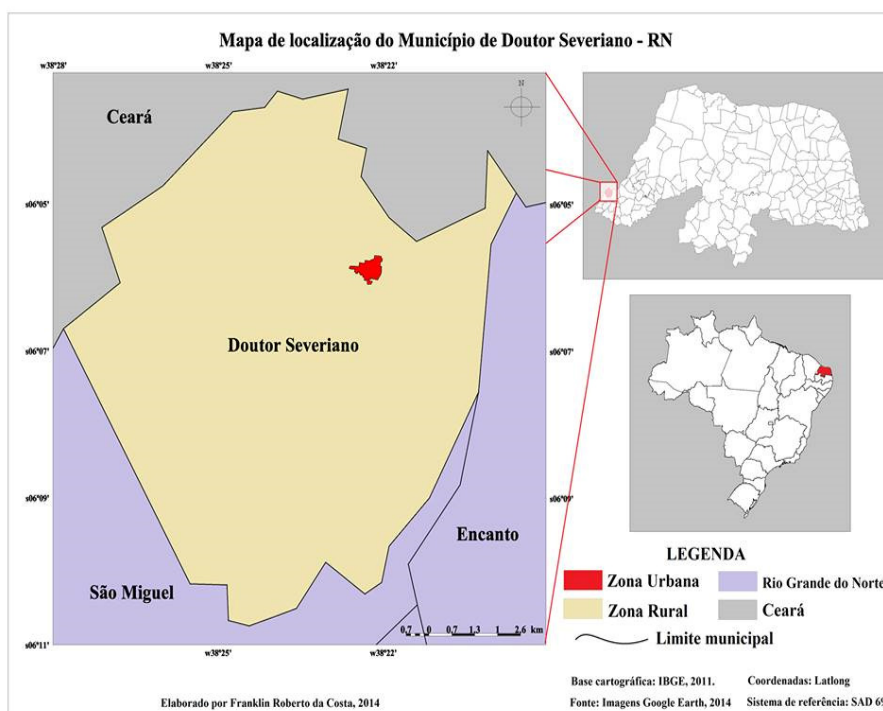 Mapa de localização do Município de Doutor Severiano - RN
w38°28' w38°25' w38°22'
Ceará
N
s06°05' s06°05'
Doutor Severiano
s06°07' s06°07'
s06°09' s06°09'
Encanto
São Miguel
0.7 0 0.7 1.3 1 2.6 km
s06°11'
w38°25' w38°22'
LEGENDA
Zona Urbana Rio Grande do Norte
Zona Rural Ceará
Limite municipal
Base cartográfica: IBGE, 2011. Coordenadas: Latlong
Elaborado por Franklin Roberto da Costa, 2014 Fonte: Imagens Google Earth, 2014 Sistema de referência: SAD 69